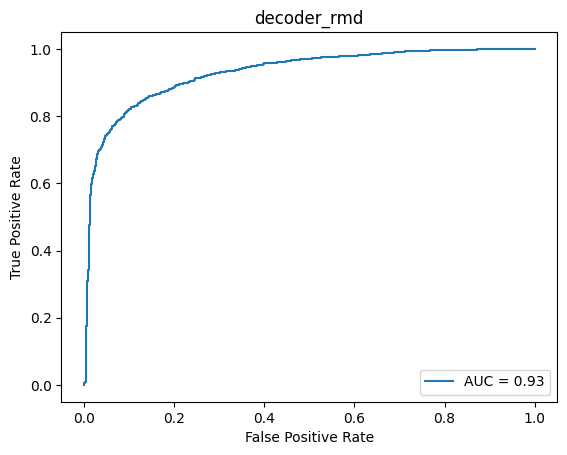 decoder_rmd
1.0
0.8
0.6
0.4
0.2
0.0
True Positive Rate
AUC = 0.93
0.0 0.2 0.4 0.6 0.8 1.0
False Positive Rate